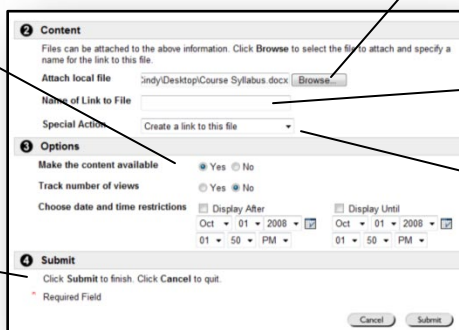 2 Content
Files can be attached to the above information. Click Browse to select the file to attach and specify a
name for the link to this file.
Attach local file :indy\Desktop\Course Syllabus.docx Browse...
Name of Link to File
Special Action Create a link to this file
3 Options
Make the content available Yes No
Track number of views Yes No
Choose date and time restrictions Display After Display Until
Oct 01 2008 Oct 01 2008
01 50 PM 01 50 PM
4 Submit
Click Submit to finish. Click Cancel to quit.
* Required Field
Cancel Submit